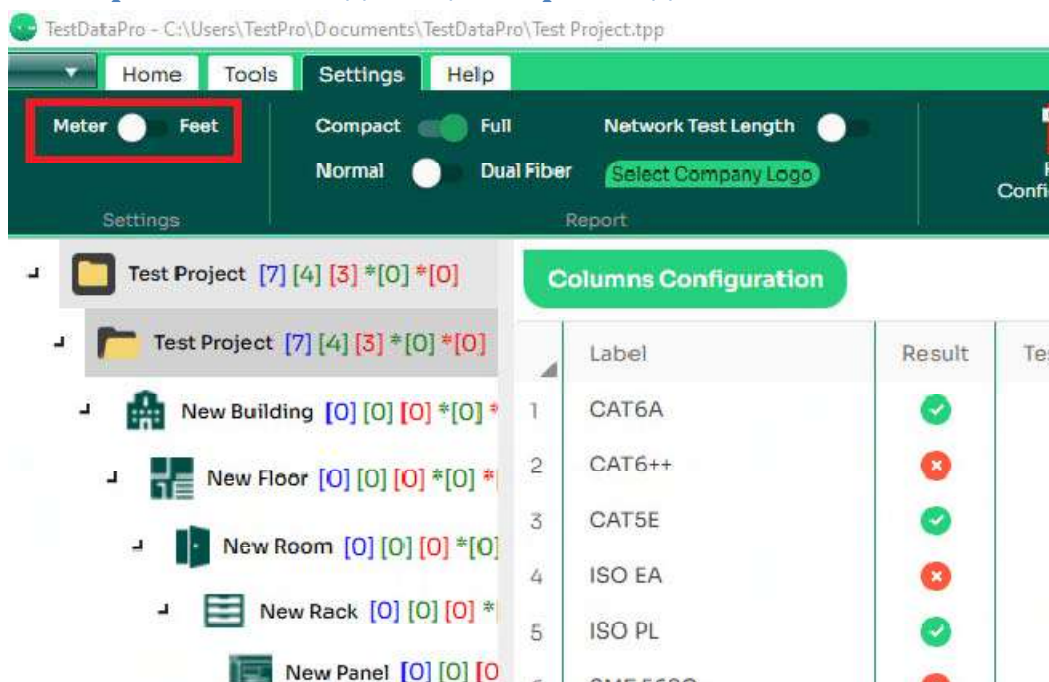 TestDataPro - C:\Users\TestPro\Documents\TestDataPro\Test Project.tpp
Home Tools Settings Help
Meter Feet Compact Full Network Test Length
Normal Dual Fiber Select Company Logo
Settings Report
Test Project [7] [4] [3] *[0] *[0]
Columns Configuration
Test Project [7] [4] [3] *[0] *[0]
Label Result
New Building [0] [0] [0] *[0] *
1 CAT6A
New Floor [0] [0] [0] *[0] *
2 CAT6++
3 CAT5E
New Room [0] [0] [0] *[0]
4 ISO EA
New Rack [0] [0] [0] *
5 ISO PL
New Panel [0] [0] [0